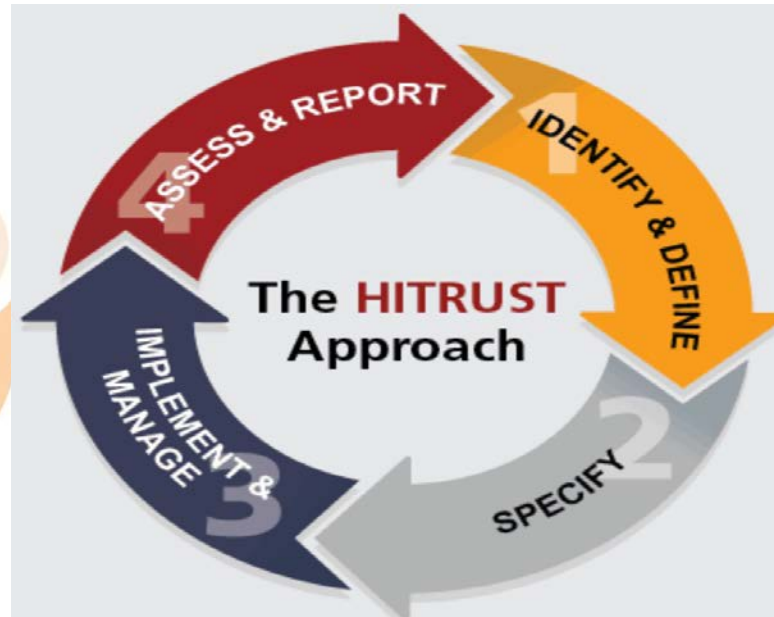 The HITRUST
Approach
1
IDENTIFY & DEFINE
2
SPECIFY
3
IMPLEMENT &
MANAGE
4
ASSESS & REPORT